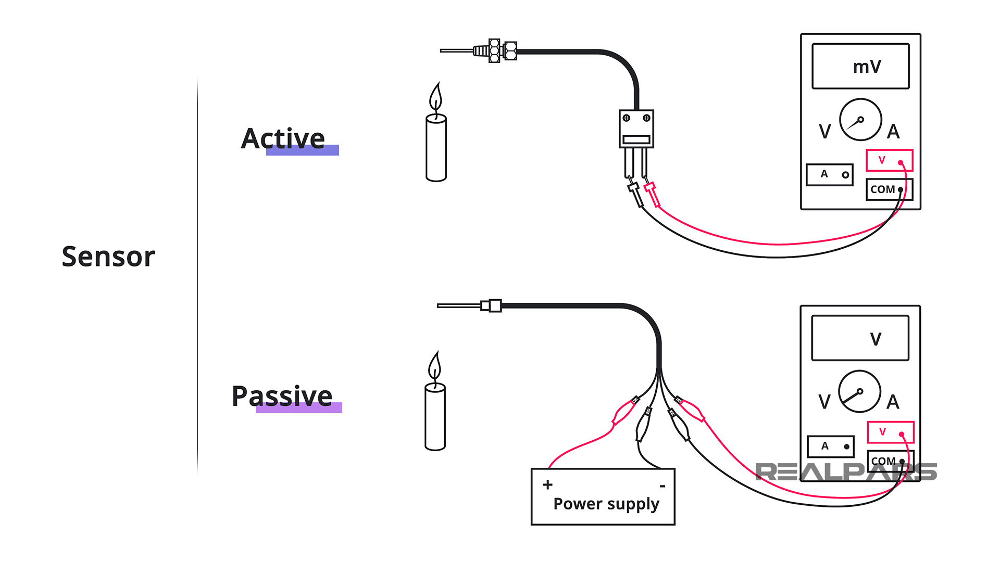 Sensor
Active
mV
V
A
V
A
COM
Passive
V
V
A
V
A
COM
+
-
Power supply
REALPARS